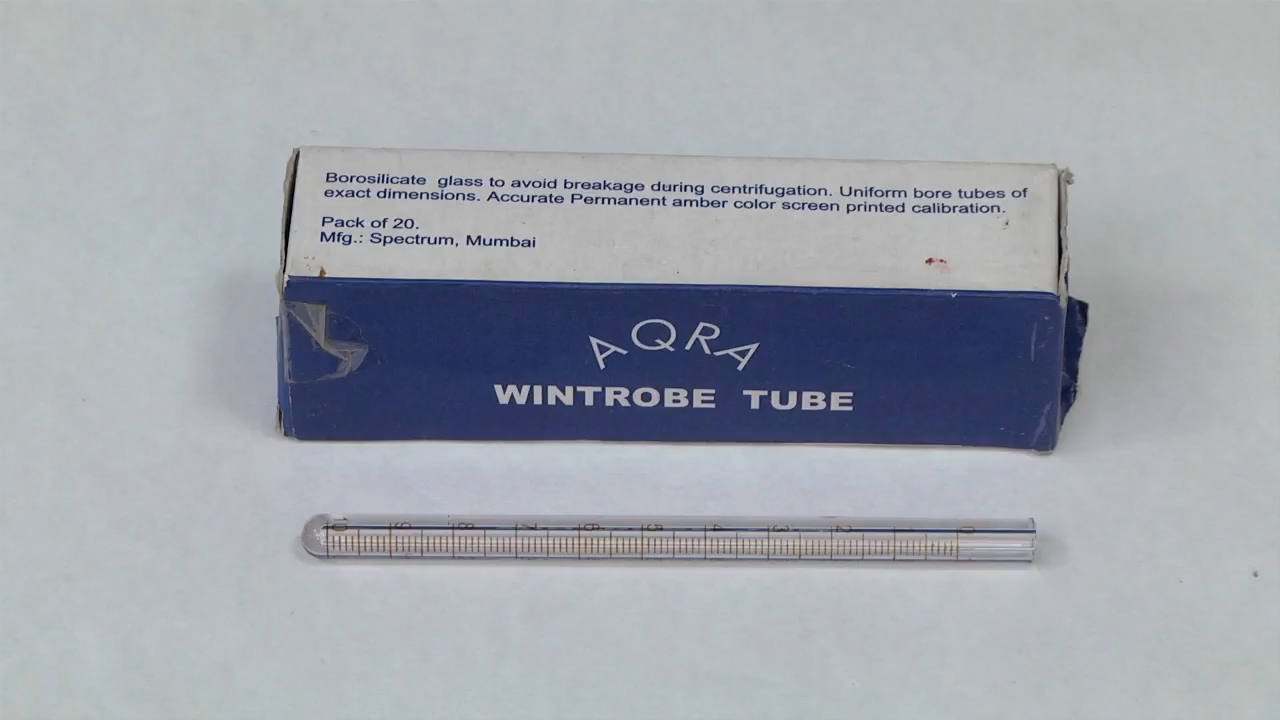 Borosilicate glass to avoid breakage during centrifugation. Uniform bore tubes of
exact dimensions. Accurate Permanent amber color screen printed calibration.
Pack of 20.
Mfg.: Spectrum, Mumbai
AQRA
WINTROBE TUBE
10 9 8 7 6 5 4 3 2 0